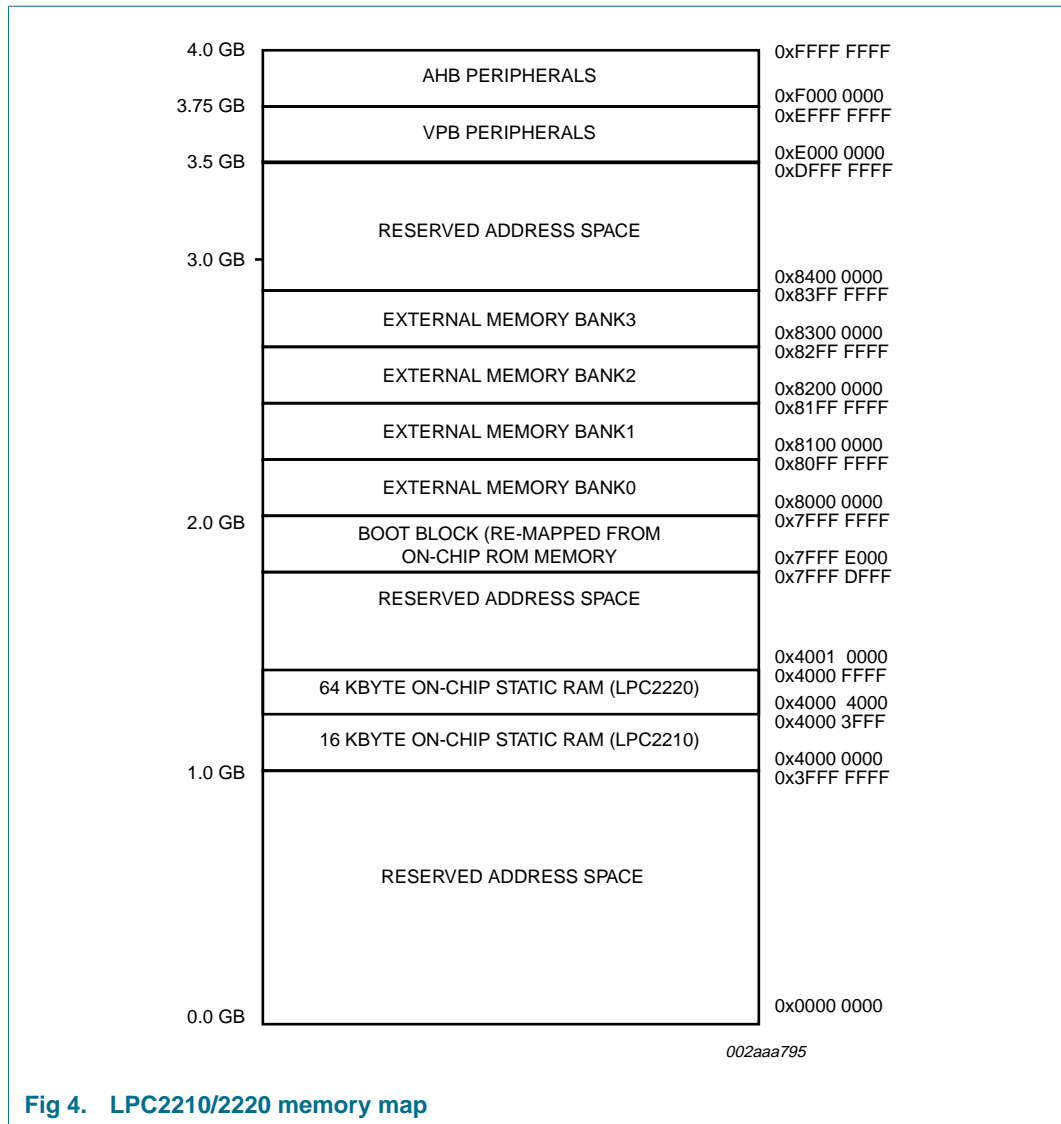 4.0 GB
0xFFFF FFFF
AHB PERIPHERALS
0xF000 0000
3.75 GB
0xEFFF FFFF
VPB PERIPHERALS
0xE000 0000
3.5 GB
0xDFFF FFFF
RESERVED ADDRESS SPACE
3.0 GB
0x8400 0000
0x83FF FFFF
EXTERNAL MEMORY BANK3
0x8300 0000
0x82FF FFFF
EXTERNAL MEMORY BANK2
0x8200 0000
0x81FF FFFF
EXTERNAL MEMORY BANK1
0x8100 0000
0x80FF FFFF
EXTERNAL MEMORY BANK0
0x8000 0000
2.0 GB
0x7FFF FFFF
BOOT BLOCK (RE-MAPPED FROM
ON-CHIP ROM MEMORY
0x7FFF E000
0x7FFF DFFF
RESERVED ADDRESS SPACE
0x4001 0000
0x4000 FFFF
64 KBYTE ON-CHIP STATIC RAM (LPC2220)
0x4000 4000
0x4000 3FFF
16 KBYTE ON-CHIP STATIC RAM (LPC2210)
0x4000 0000
1.0 GB
0x3FFF FFFF
RESERVED ADDRESS SPACE
0x0000 0000
0.0 GB
002aaa795
Fig 4. LPC2210/2220 memory map